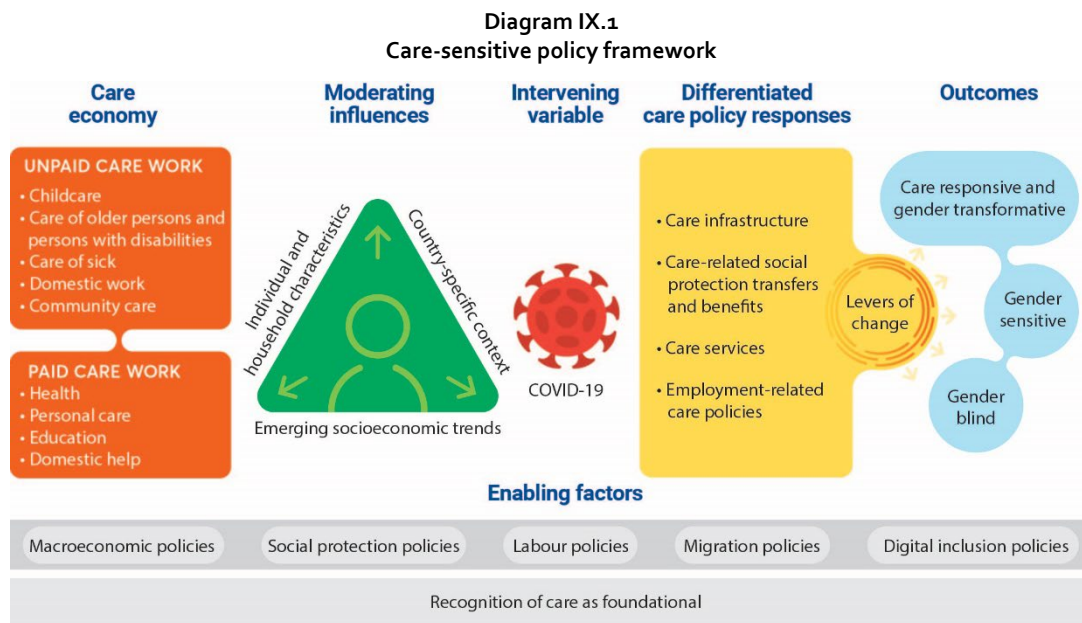 Diagram IX.1
Care-sensitive policy framework
Care
economy
Moderating
influences
Intervening
variable
Differentiated
care policy responses
Outcomes
UNPAID CARE WORK
• Childcare
• Care of older persons and
persons with disabilities
• Care of sick
• Domestic work
• Community care
PAID CARE WORK
• Health
• Personal care
• Education
• Domestic help
Individual and
household characteristics
Country-specific context
Emerging socioeconomic trends
COVID-19
• Care infrastructure
• Care-related social
protection transfers
and benefits
• Care services
• Employment-related
care policies
Levers of
change
Care responsive and
gender transformative
Gender
sensitive
Gender
blind
Enabling factors
Macroeconomic policies
Social protection policies
Labour policies
Migration policies
Digital inclusion policies
Recognition of care as foundational